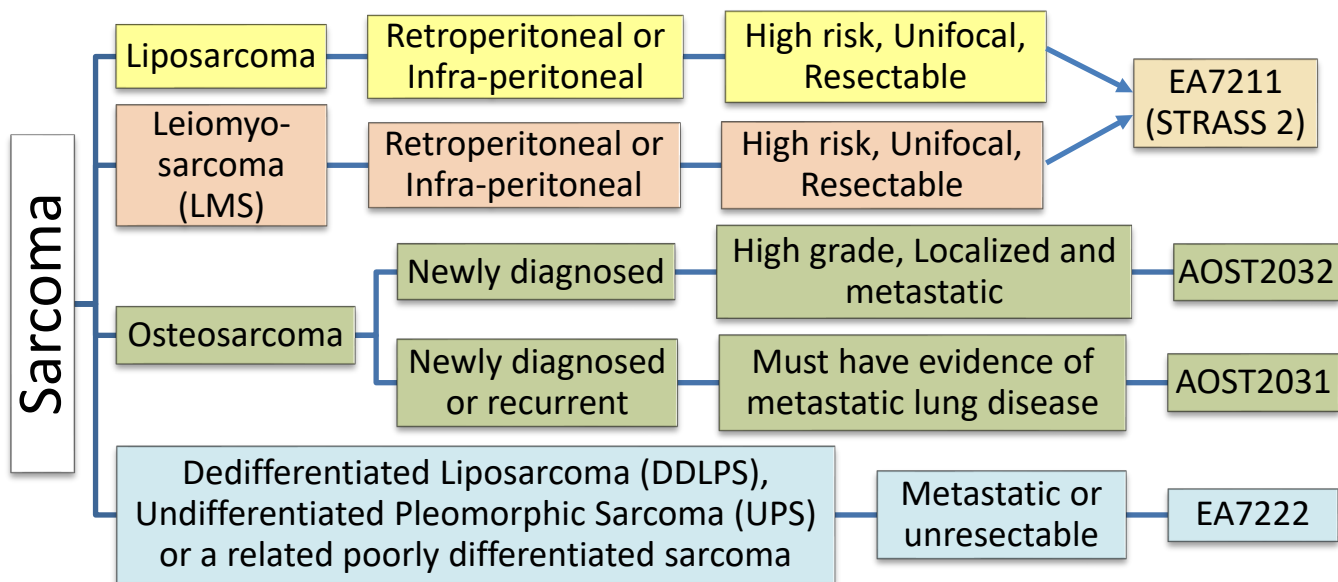 Sarcoma
Liposarcoma
Retroperitoneal or
Infra-peritoneal
High risk, Unifocal,
Resectable
EA7211
(STRASS 2)
Leiomyo-
sarcoma
(LMS)
Retroperitoneal or
Infra-peritoneal
High risk, Unifocal,
Resectable
Osteosarcoma
Newly diagnosed
High grade, Localized and
metastatic
AOST2032
Newly diagnosed
or recurrent
Must have evidence of
metastatic lung disease
AOST2031
Dedifferentiated Liposarcoma (DDLPS),
Undifferentiated Pleomorphic Sarcoma (UPS)
or a related poorly differentiated sarcoma
Metastatic or
unresectable
EA7222